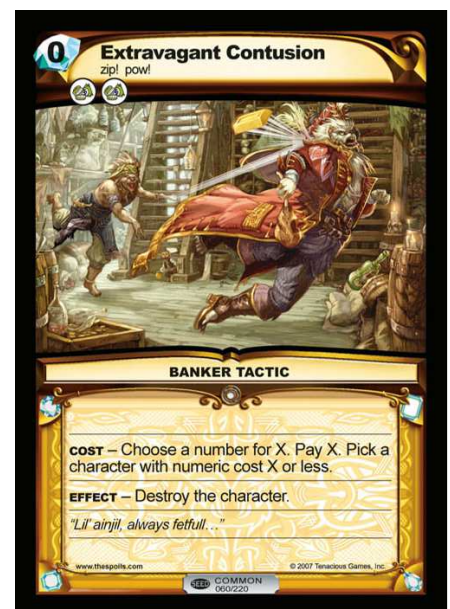 0
Extravagant Contusion
zip! pow!
BANKER TACTIC
COST – Choose a number for X. Pay X. Pick a
character with numeric cost X or less.
EFFECT – Destroy the character.
"Lil' ainjil, always fetfull…"
www.thespoils.com
© 2007 Tenacious Games, Inc.
SEED
COMMON
060/220